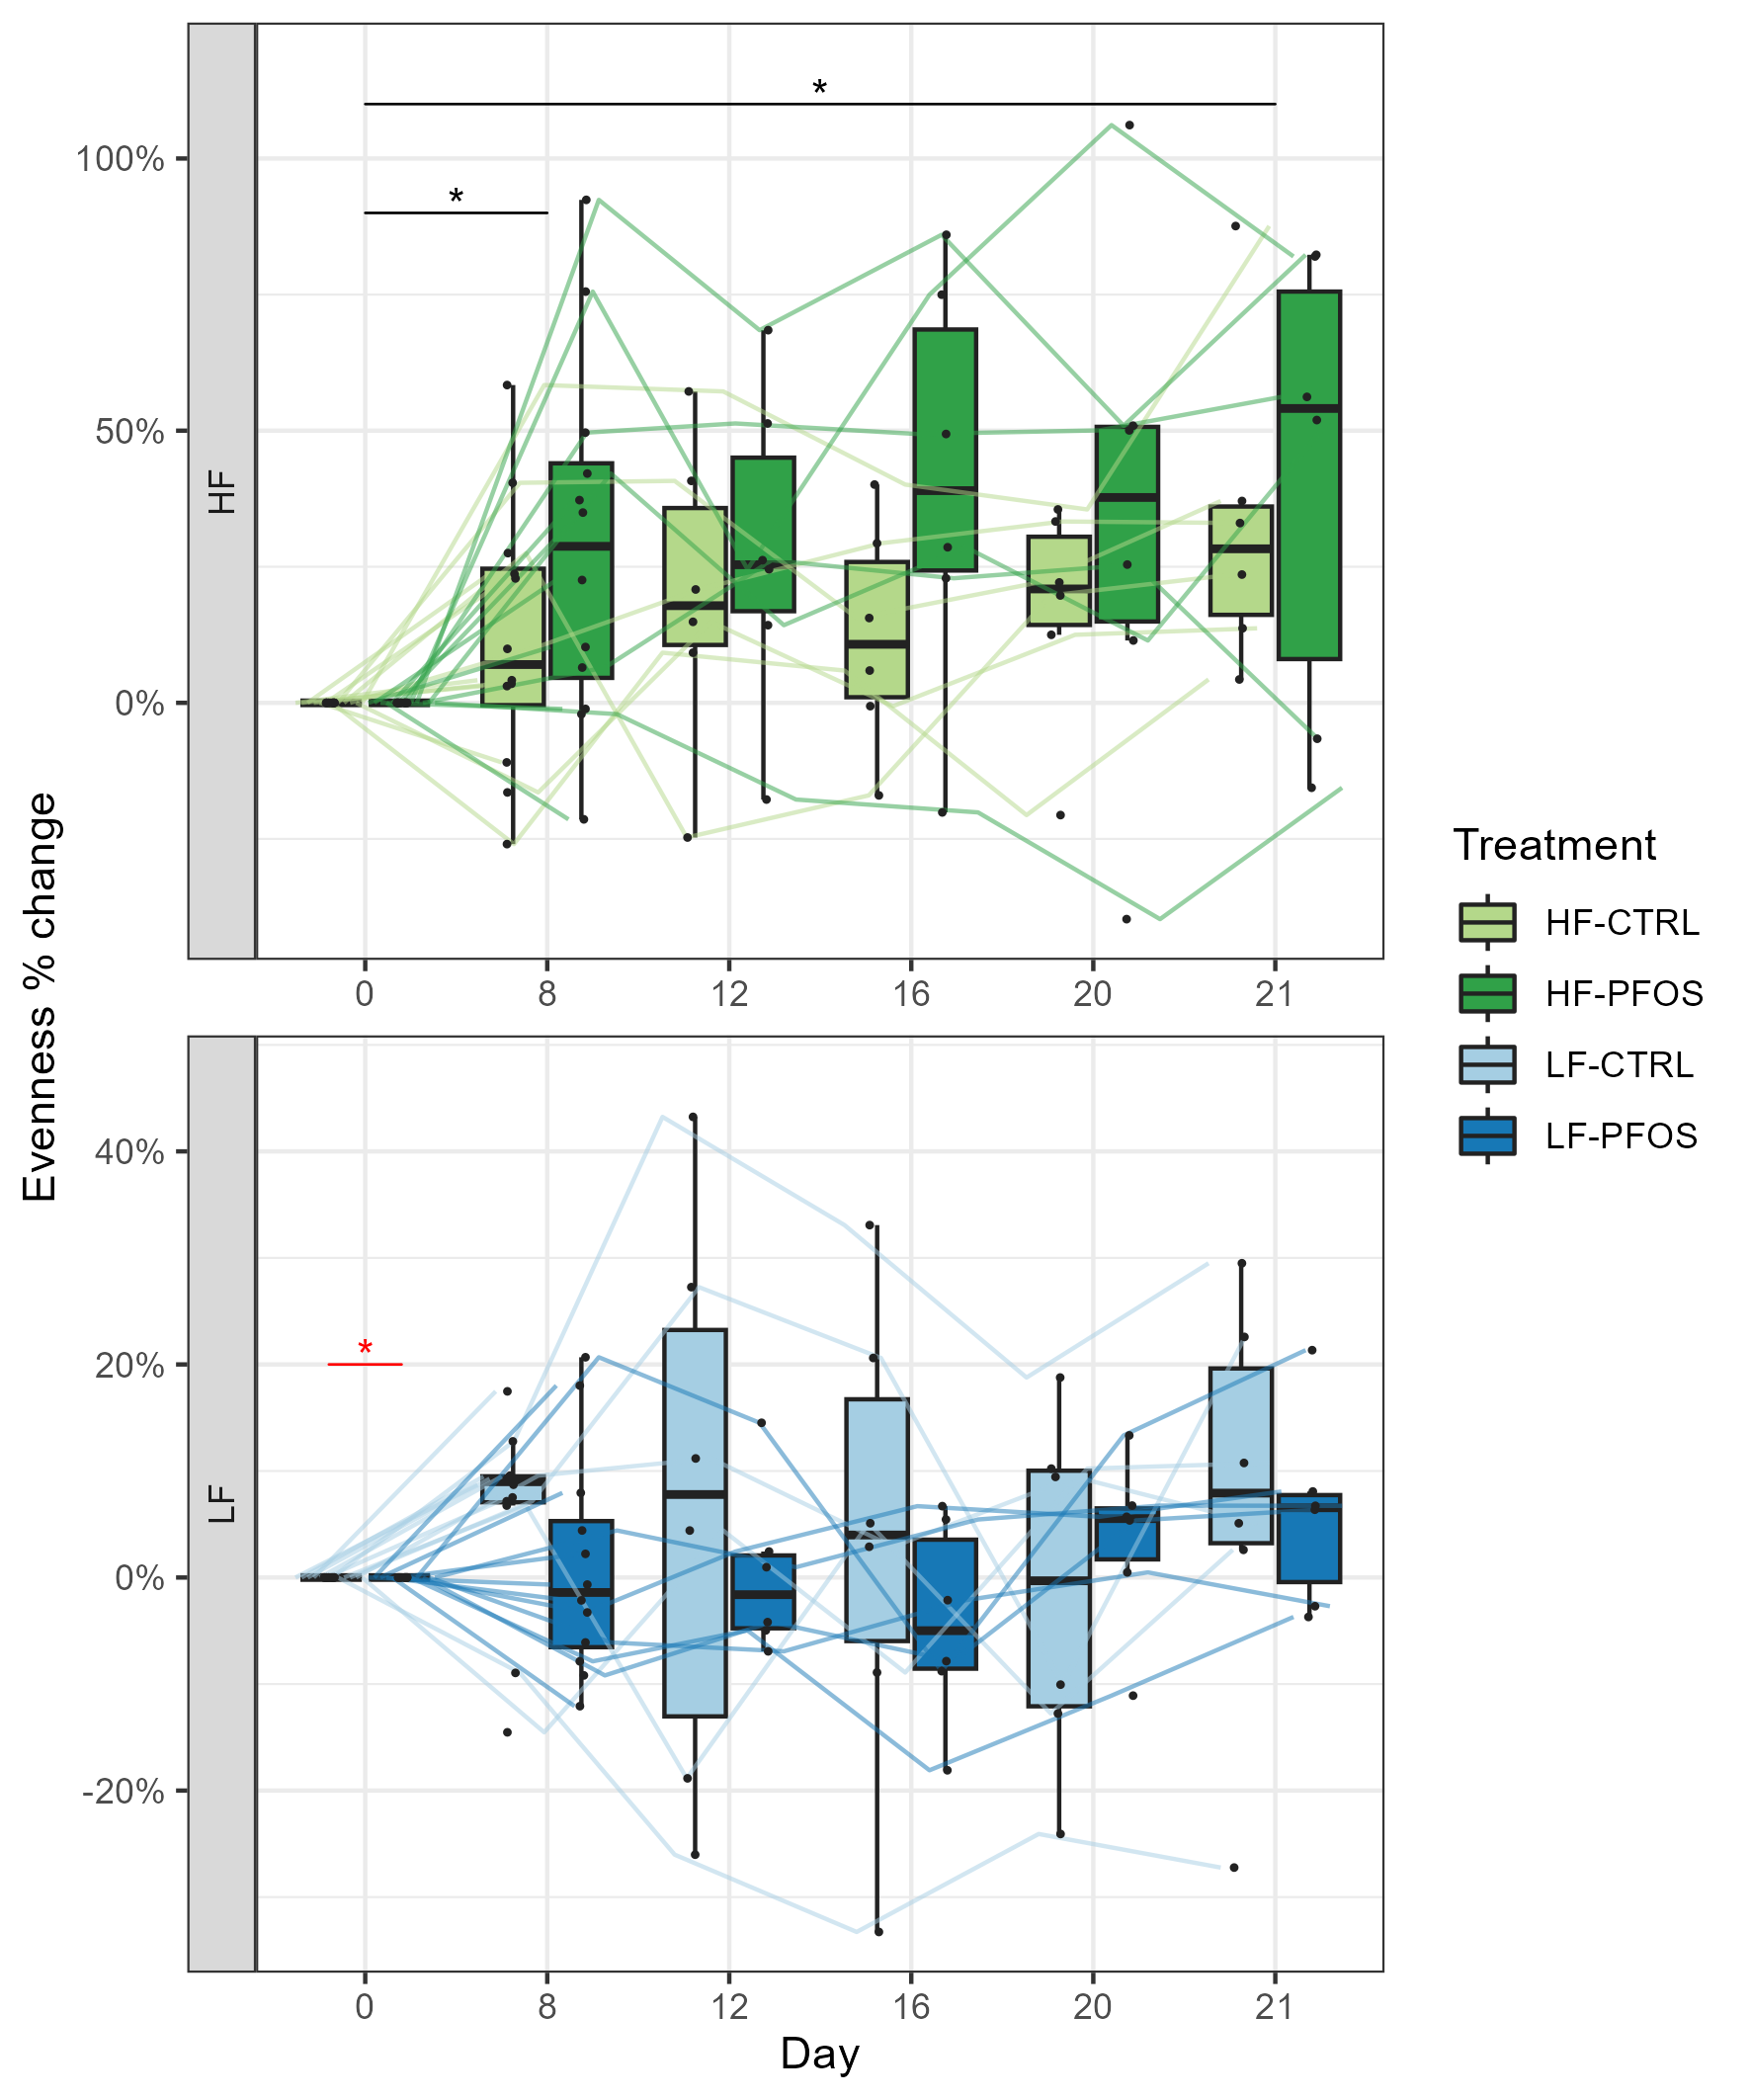 *
100%
*
50%
0%
HF
0 8 12 16 20 21
Evenness % change
Treatment
HF-CTRL
HF-PFOS
LF-CTRL
LF-PFOS
40%
20%
*
0%
-20%
LF
0 8 12 16 20 21
Day